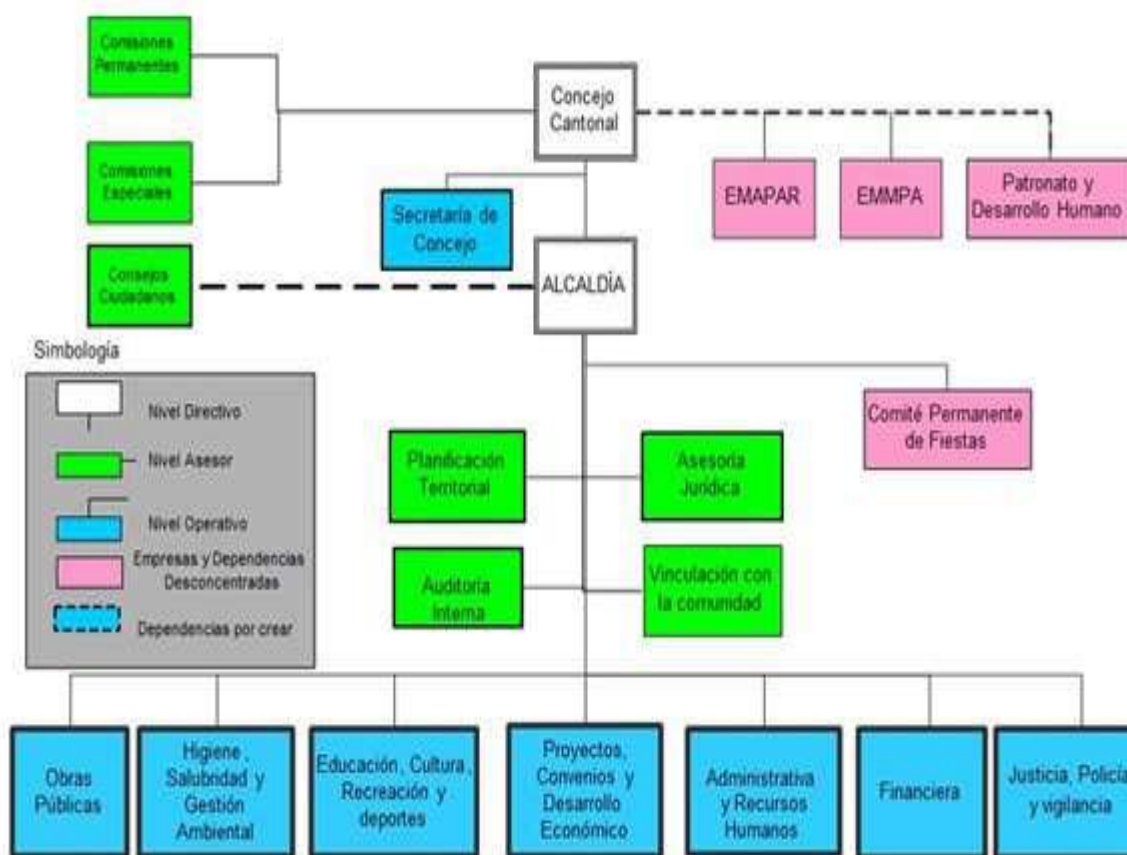 Comisiones
Permanentes
Concejo
Cantonal
Comisiones
Especiales
EMAPAR
EMMPA
Patronato y
Desarrollo Humano
Secretaría de
Concejo
Consejos
Ciudadanos
ALCALDÌA
Simbología
Nivel Directivo
Nivel Asesor
Nivel Operativo
Empresas y Dependencias
Desconcentradas
Dependencias por crear
Comité Permanente
de Fiestas
Planificación
Territorial
Asesoría
Jurídica
Auditoría
Interna
Vinculación con
la comunidad
Obras
Públicas
Higiene,
Salubridad y
Gestión
Ambiental
Educación, Cultura,
Recreación y
deportes
Proyectos,
Convenios y
Desarrollo
Económico
Administrativa
y Recursos
Humanos
Financiera
Justicia, Policía
y vigilancia